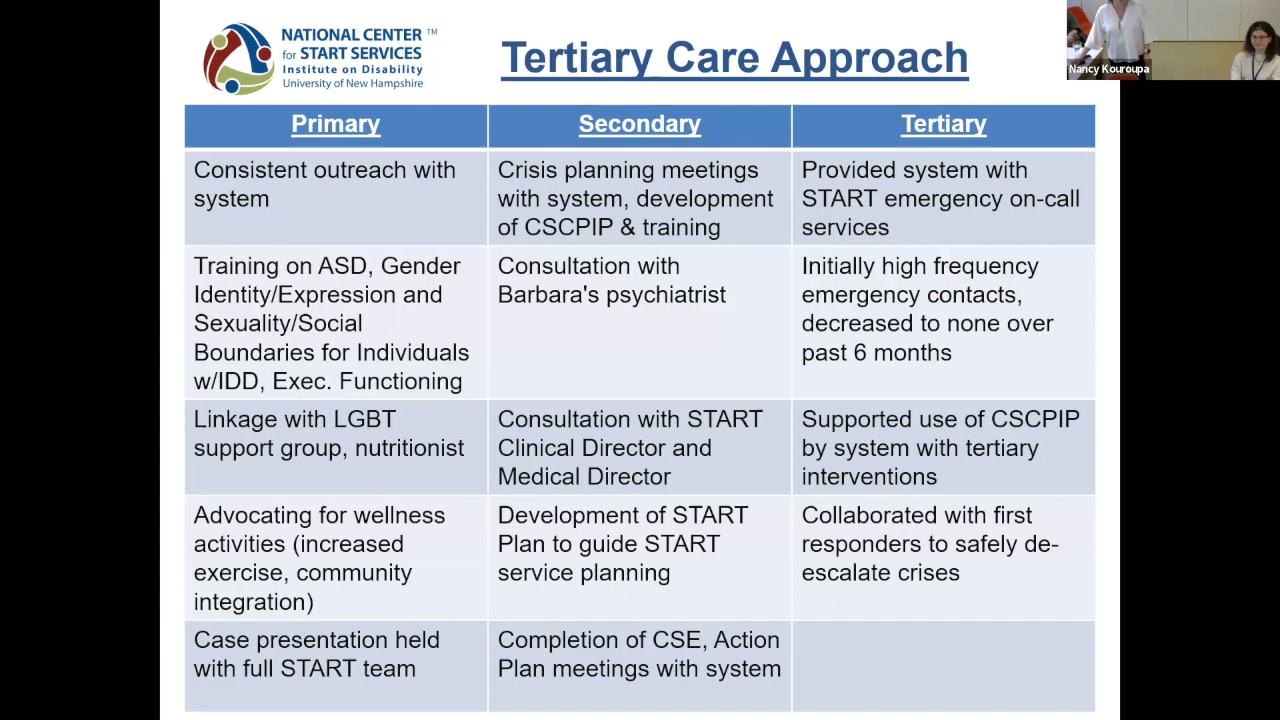 NATIONAL CENTER™
for START SERVICES
Institute on Disability
University of New Hampshire
Tertiary Care Approach
Nancy Kouroupa
Primary
Secondary
Tertiary
Consistent outreach with
system
Crisis planning meetings
with system, development
of CSCPIP & training
Provided system with
START emergency on-call
services
Training on ASD, Gender
Identity/Expression and
Sexuality/Social
Boundaries for Individuals
w/IDD, Exec. Functioning
Consultation with
Barbara's psychiatrist
Initially high frequency
emergency contacts,
decreased to none over
past 6 months
Linkage with LGBT
support group, nutritionist
Consultation with START
Clinical Director and
Medical Director
Supported use of CSCPIP
by system with tertiary
interventions
Advocating for wellness
activities (increased
exercise, community
integration)
Development of START
Plan to guide START
service planning
Collaborated with first
responders to safely de-
escalate crises
Case presentation held
with full START team
Completion of CSE, Action
Plan meetings with system